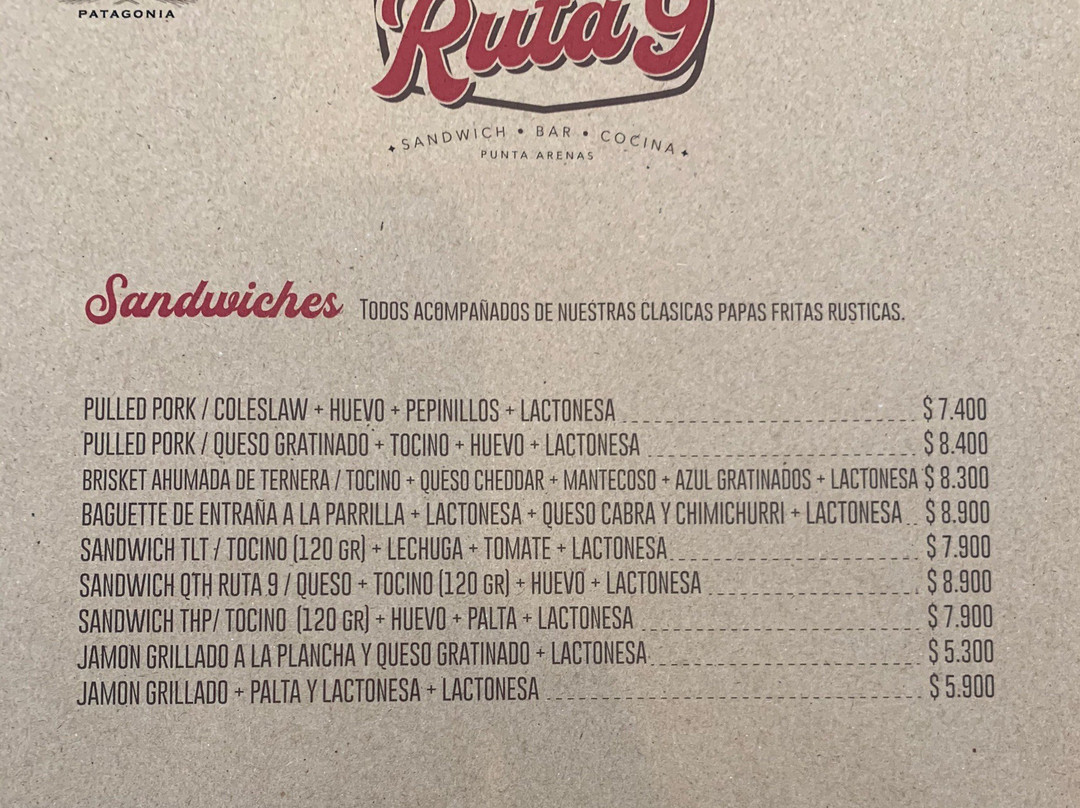 PATAGONIA
Ruta 9
SANDWICH • BAR • COCINA
PUNTA ARENAS
Sandwiches TODOS ACOMPAÑADOS DE NUESTRAS CLASICAS PAPAS FRITAS RUSTICAS.
PULLED PORK / COLESLAW + HUEVO + PEPINILLOS + LACTONESA $ 7.400
PULLED PORK / QUESO GRATINADO + TOCINO + HUEVO + LACTONESA $ 8.400
BRISKET AHUMADA DE TERNERA / TOCINO + QUESO CHEDDAR + MANTECOSO + AZUL GRATINADOS + LACTONESA $ 8.300
BAGUETTE DE ENTRAÑA A LA PARRILLA + LACTONESA + QUESO CABRA Y CHIMICHURRI + LACTONESA $ 8.900
SANDWICH TLT / TOCINO (120 GR) + LECHUGA + TOMATE + LACTONESA $ 7.900
SANDWICH QTH RUTA 9 / QUESO + TOCINO (120 GR) + HUEVO + LACTONESA $ 8.900
SANDWICH THP/ TOCINO (120 GR) + HUEVO + PALTA + LACTONESA $ 7.900
JAMON GRILLADO A LA PLANCHA Y QUESO GRATINADO + LACTONESA $ 5.300
JAMON GRILLADO + PALTA Y LACTONESA + LACTONESA $ 5.900